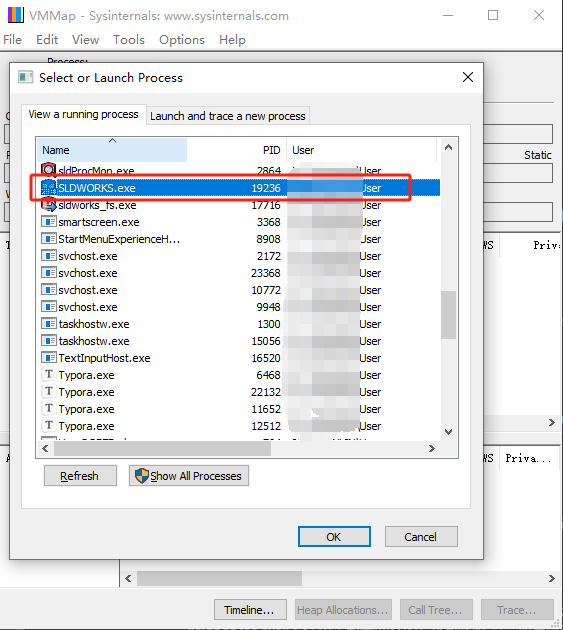 VMMap - Sysinternals: www.sysinternals.com
File Edit View Tools Options Help
Process:
Select or Launch Process
View a running process Launch and trace a new process
Name PID User
sldProcMon.exe 2864 User
SLDWORKS.exe 19236 User
sldworks_fs.exe 17716 User
Static
smartscreen.exe 3368 User
StartMenuExperienceH... 8908 User
svchost.exe 2172 User
svchost.exe 23368 User
svchost.exe 10772 User
svchost.exe 9948 User
taskhostw.exe 1300 User
taskhostw.exe 15056 User
TextInputHost.exe 16520 User
T Typora.exe 6468 User
T Typora.exe 22132 User
T Typora.exe 11652 User
T Typora.exe 12512 User
WS Priva...
Refresh Show All Processes
OK Cancel
Timeline... Heap Allocations... Call Tree... Trace...